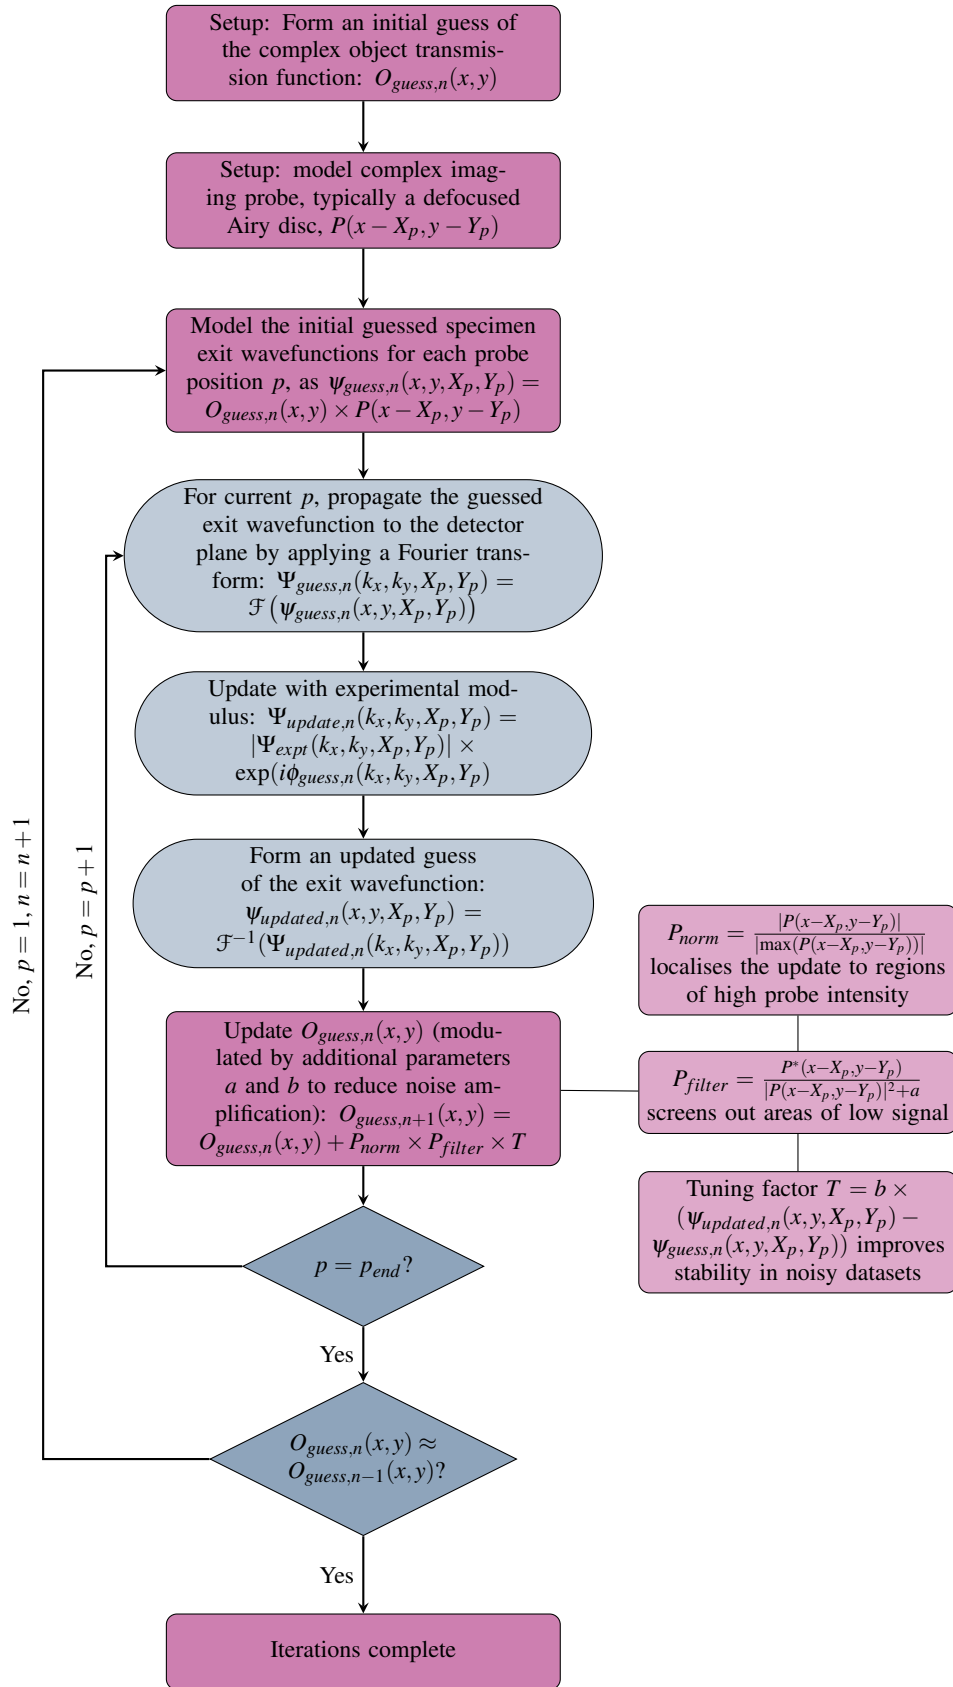 Setup: Form an initial guess of
the complex object transmis-
sion function: O_{guess,n}(x,y)
Setup: model complex imag-
ing probe, typically a defocused
Airy disc, P(x − X_p, y − Y_p)
Model the initial guessed specimen
exit wavefunctions for each probe
position p, as ψ_{guess,n}(x,y,X_p,Y_p) =
O_{guess,n}(x,y) × P(x − X_p, y − Y_p)
For current p, propagate the guessed
exit wavefunction to the detector
plane by applying a Fourier trans-
form: Ψ_{guess,n}(k_x,k_y,X_p,Y_p) =
ℱ(ψ_{guess,n}(x,y,X_p,Y_p))
Update with experimental mod-
ulus: Ψ_{update,n}(k_x,k_y,X_p,Y_p) =
|Ψ_{expt}(k_x,k_y,X_p,Y_p)| ×
exp(iϕ_{guess,n}(k_x,k_y,X_p,Y_p)
Form an updated guess
of the exit wavefunction:
ψ_{updated,n}(x,y,X_p,Y_p) =
ℱ^{−1}(Ψ_{updated,n}(k_x,k_y,X_p,Y_p))
Update O_{guess,n}(x,y) (modu-
lated by additional parameters
a and b to reduce noise am-
plification): O_{guess,n+1}(x,y) =
O_{guess,n}(x,y) + P_{norm} × P_{filter} × T
P_{norm} = |P(x−X_p,y−Y_p)| / |max(P(x−X_p,y−Y_p))|
localises the update to regions
of high probe intensity
P_{filter} = P^*(x−X_p,y−Y_p) / |P(x−X_p,y−Y_p)|^2+a
screens out areas of low signal
Tuning factor T = b ×
(ψ_{updated,n}(x,y,X_p,Y_p) −
ψ_{guess,n}(x,y,X_p,Y_p)) improves
stability in noisy datasets
p = p_{end}?
No, p = p + 1
Yes
O_{guess,n}(x,y) ≈
O_{guess,n−1}(x,y)?
No, p = 1, n = n + 1
Yes
Iterations complete